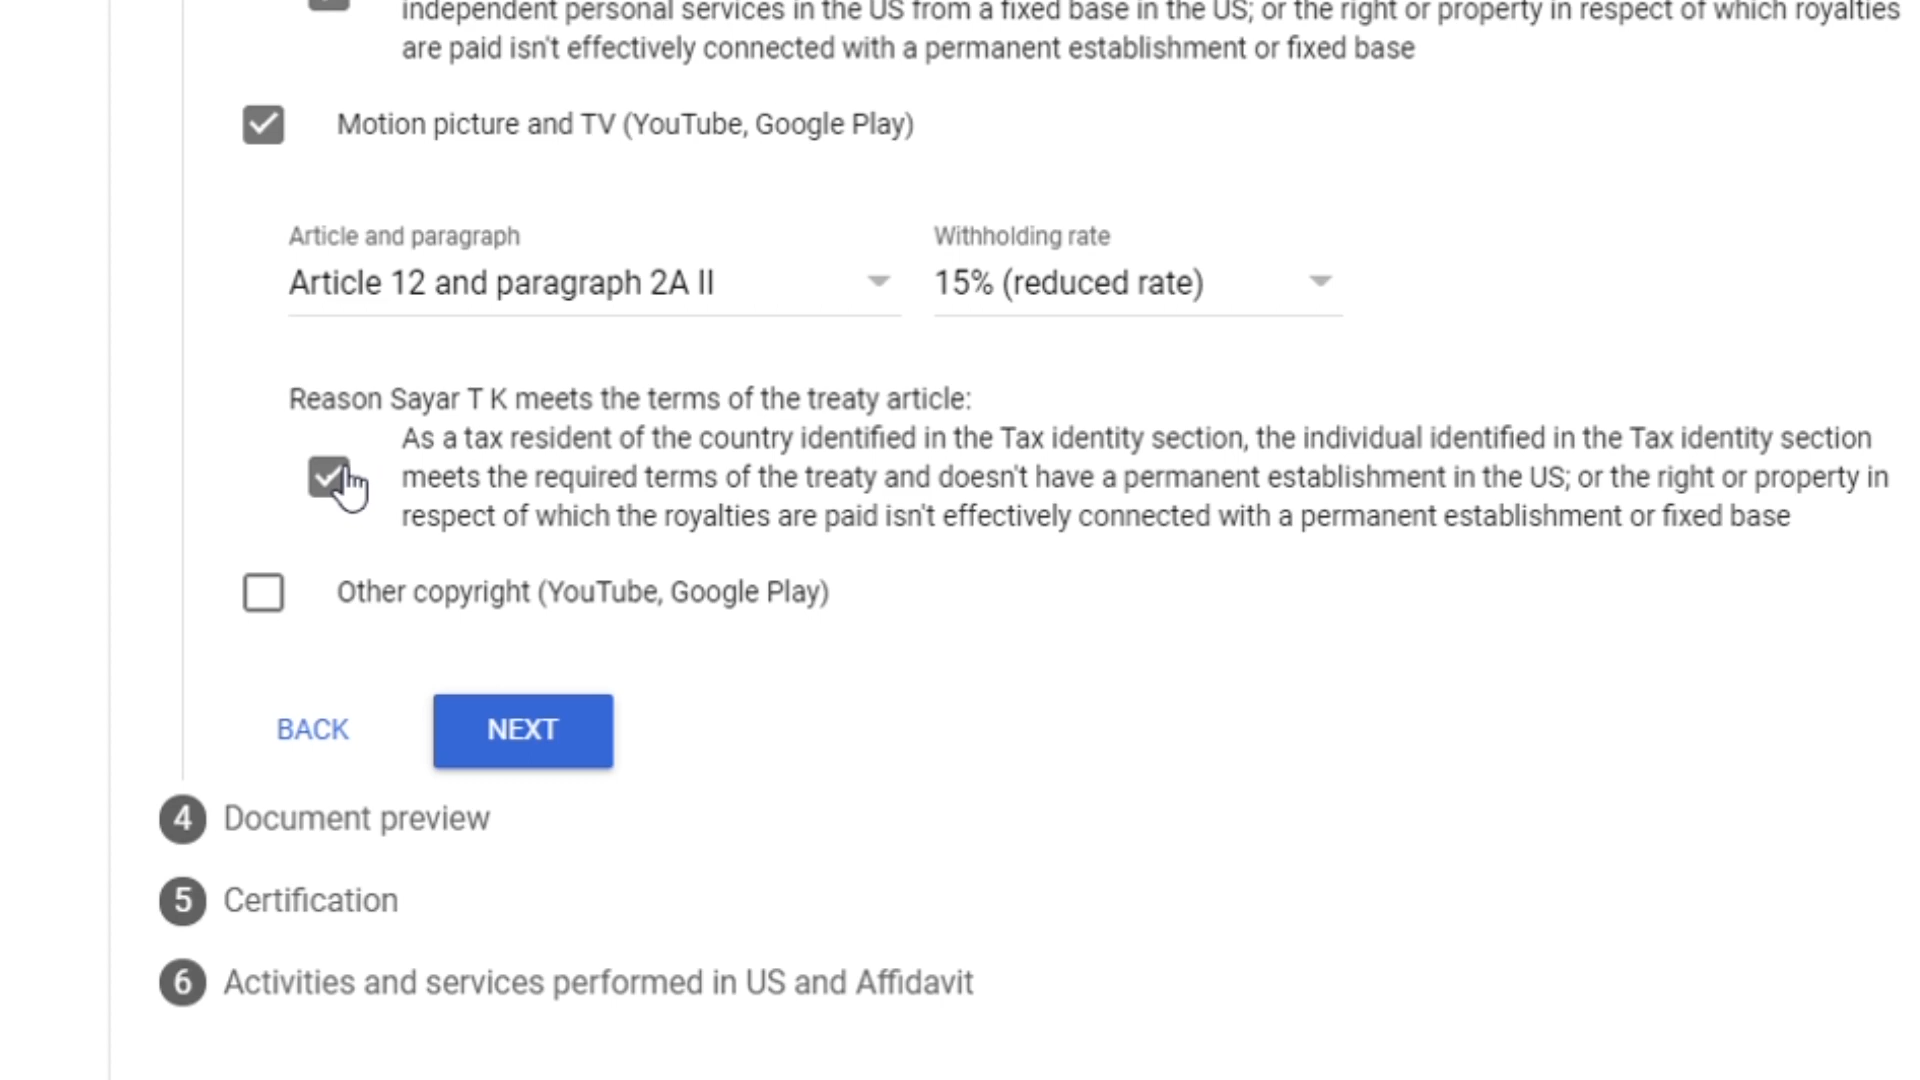 independent personal services in the US from a fixed base in the US; or the right or property in respect of which royalties
are paid isn't effectively connected with a permanent establishment or fixed base
Motion picture and TV (YouTube, Google Play)
Article and paragraph
Withholding rate
Article 12 and paragraph 2A II
15% (reduced rate)
Reason Sayar T K meets the terms of the treaty article:
As a tax resident of the country identified in the Tax identity section, the individual identified in the Tax identity section
meets the required terms of the treaty and doesn't have a permanent establishment in the US; or the right or property in
respect of which the royalties are paid isn't effectively connected with a permanent establishment or fixed base
Other copyright (YouTube, Google Play)
BACK
NEXT
4 Document preview
5 Certification
6 Activities and services performed in US and Affidavit